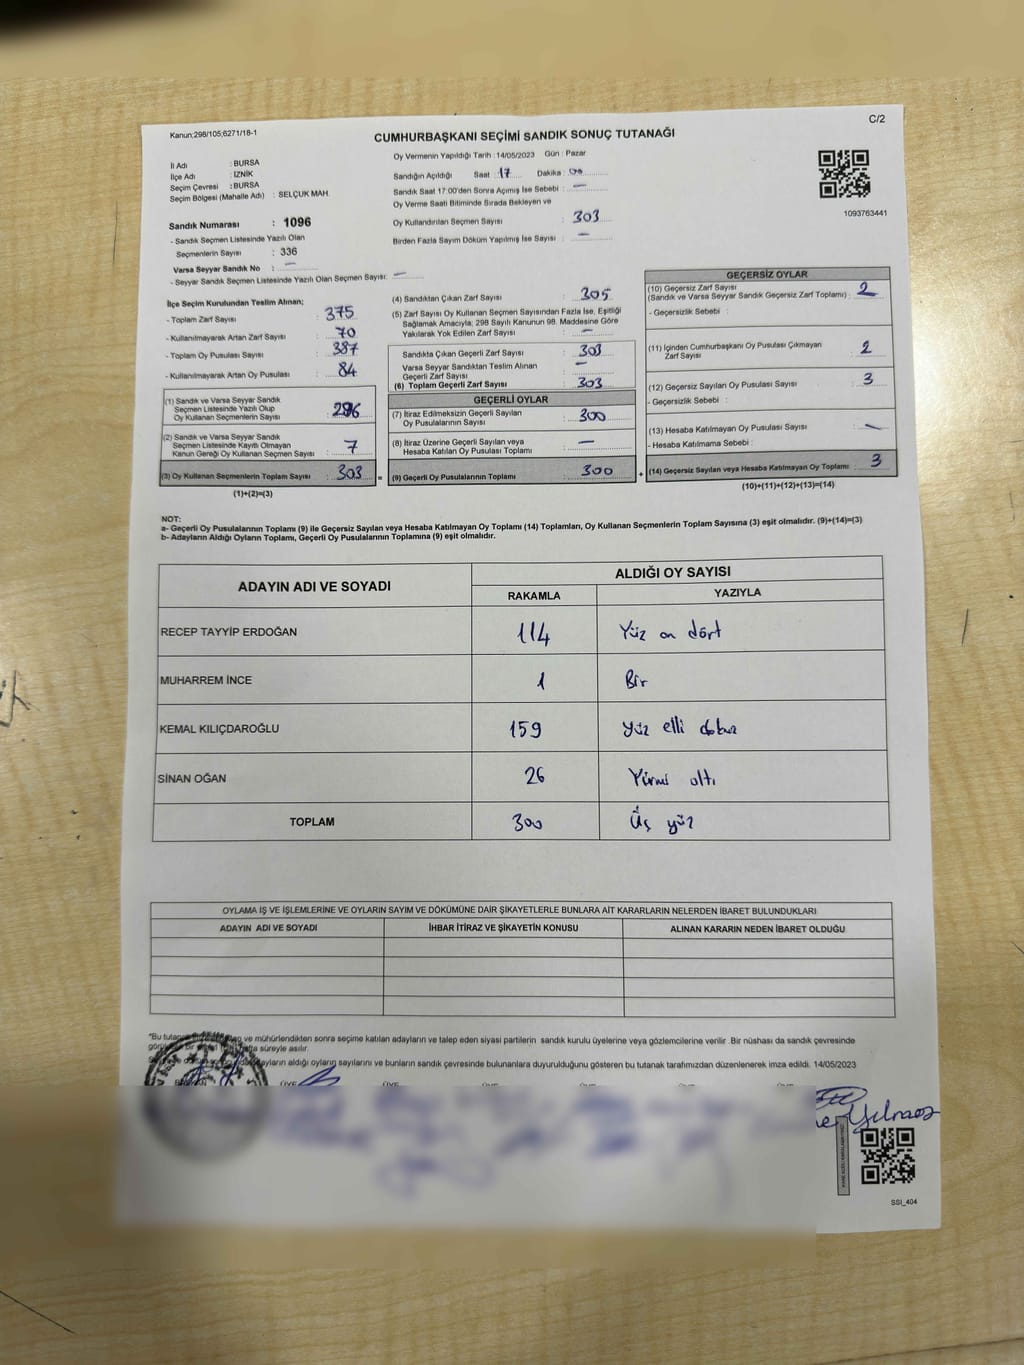 Kanun;298/105;6271/18-1
C/2
CUMHURBAŞKANI SEÇİMİ SANDIK SONUÇ TUTANAĞI
İl Adı : BURSA
İlçe Adı : İZNİK
Seçim Çevresi : BURSA
Seçim Bölgesi (Mahalle Adı) : SELÇUK MAH.
Oy Vermenin Yapıldığı Tarih : 14/05/2023 Gün : Pazar
Sandığın Açıldığı Saat : 17 Dakika : 00
Sandık Saat 17:00'den Sonra Açımış İse Sebebi : —
Oy Verme Saati Bitiminde Sırada Bekleyen ve
Oy Kullandırılan Seçmen Sayısı : 303
Birden Fazla Sayım Döküm Yapılmış İse Sayısı : —
1093763441
Sandık Numarası : 1096
- Sandık Seçmen Listesinde Yazılı Olan
Seçmenlerin Sayısı : 336
Varsa Seyyar Sandık No : —
- Seyyar Sandık Seçmen Listesinde Yazılı Olan Seçmen Sayısı: —
İlçe Seçim Kurulundan Teslim Alınan;
- Toplam Zarf Sayısı : 375
- Kullanılmayarak Artan Zarf Sayısı : 70
- Toplam Oy Pusulası Sayısı : 387
- Kullanılmayarak Artan Oy Pusulası : 84
(1) Sandık ve Varsa Seyyar Sandık
Seçmen Listesinde Yazılı Olup
Oy Kullanan Seçmenlerin Sayısı : 296
(2) Sandık ve Varsa Seyyar Sandık
Seçmen Listesinde Kayıtlı Olmayan
Kanun Gereği Oy Kullanan Seçmen Sayısı : 7
(3) Oy Kullanan Seçmenlerin Toplam Sayısı : 303 =
(1)+(2)=(3)
(4) Sandıktan Çıkan Zarf Sayısı : 305
(5) Zarf Sayısı Oy Kullanan Seçmen Sayısından Fazla İse, Eşitliği
Sağlamak Amacıyla; 298 Sayılı Kanunun 98. Maddesine Göre
Yakılarak Yok Edilen Zarf Sayısı : —
Sandıkta Çıkan Geçerli Zarf Sayısı : 303
Varsa Seyyar Sandıktan Teslim Alınan
Geçerli Zarf Sayısı : —
(6) Toplam Geçerli Zarf Sayısı : 303
GEÇERLİ OYLAR
(7) İtiraz Edilmeksizin Geçerli Sayılan
Oy Pusulalarının Sayısı : 300
(8) İtiraz Üzerine Geçerli Sayılan veya
Hesaba Katılan Oy Pusulası Toplamı : —
(9) Geçerli Oy Pusulalarının Toplamı : 300 +
GEÇERSİZ OYLAR
(10) Geçersiz Zarf Sayısı
(Sandık ve Varsa Seyyar Sandık Geçersiz Zarf Toplamı) : 2
- Geçersizlik Sebebi :
(11) İçinden Cumhurbaşkanı Oy Pusulası Çıkmayan
Zarf Sayısı : 2
(12) Geçersiz Sayılan Oy Pusulası Sayısı : 3
- Geçersizlik Sebebi :
(13) Hesaba Katılmayan Oy Pusulası Sayısı : —
- Hesaba Katılmama Sebebi :
(14) Geçersiz Sayılan veya Hesaba Katılmayan Oy Toplamı : 3
(10)+(11)+(12)+(13)=(14)
NOT:
a- Geçerli Oy Pusulalarının Toplamı (9) ile Geçersiz Sayılan veya Hesaba Katılmayan Oy Toplamı (14) Toplamları, Oy Kullanan Seçmenlerin Toplam Sayısına (3) eşit olmalıdır. (9)+(14)=(3)
b- Adayların Aldığı Oyların Toplamı, Geçerli Oy Pusulalarının Toplamına (9) eşit olmalıdır.
ADAYIN ADI VE SOYADI
ALDIĞI OY SAYISI
RAKAMLA YAZIYLA
RECEP TAYYİP ERDOĞAN 114 Yüz on dört
MUHARREM İNCE 1 Bir
KEMAL KILIÇDAROĞLU 159 yüz elli dokuz
SİNAN OĞAN 26 Yirmi altı
TOPLAM 300 Üç yüz
OYLAMA İŞ VE İŞLEMLERİNE VE OYLARIN SAYIM VE DÖKÜMÜNE DAİR ŞİKAYETLERLE BUNLARA AİT KARARLARIN NELERDEN İBARET BULUNDUKLARI
ADAYIN ADI VE SOYADI İHBAR İTİRAZ VE ŞİKAYETİN KONUSU ALINAN KARARIN NEDEN İBARET OLDUĞU
"Bu tutanak ve mühürlendikten sonra seçime katılan adayların ve talep eden siyasi partilerin sandık kurulu üyelerine veya gözlemcilerine verilir .Bir nüshası da sandık çevresinde
süreyle asılır.
adayların aldığı oyların sayılarını ve bunların sandık çevresinde bulunanlara duyurulduğunu gösteren bu tutanak tarafımızdan düzenlenerek imza edildi. 14/05/2023
Yılmaz
SSI_404